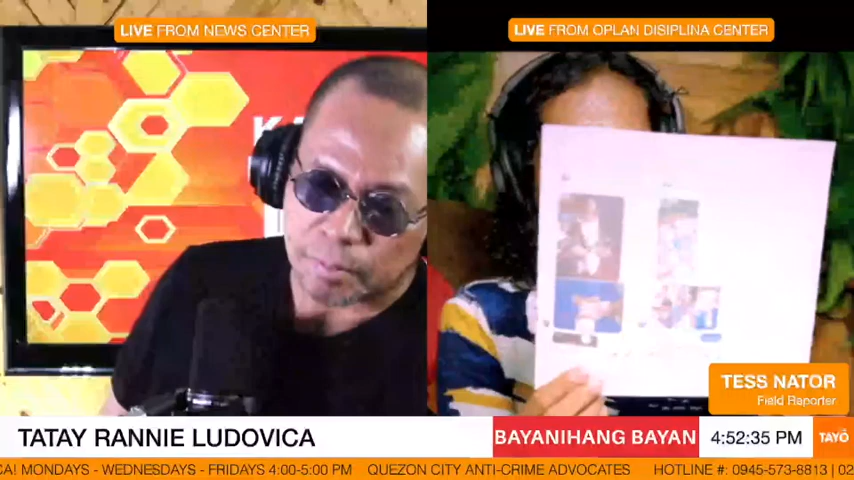 LIVE FROM NEWS CENTER
LIVE FROM OPLAN DISIPLINA CENTER
TESS NATOR
Field Reporter
TATAY RANNIE LUDOVICA
BAYANIHANG BAYAN
4:52:35 PM
TAYO
CA! MONDAYS - WEDNESDAYS - FRIDAYS 4:00-5:00 PM QUEZON CITY ANTI-CRIME ADVOCATES HOTLINE #: 0945-573-8813 | 02